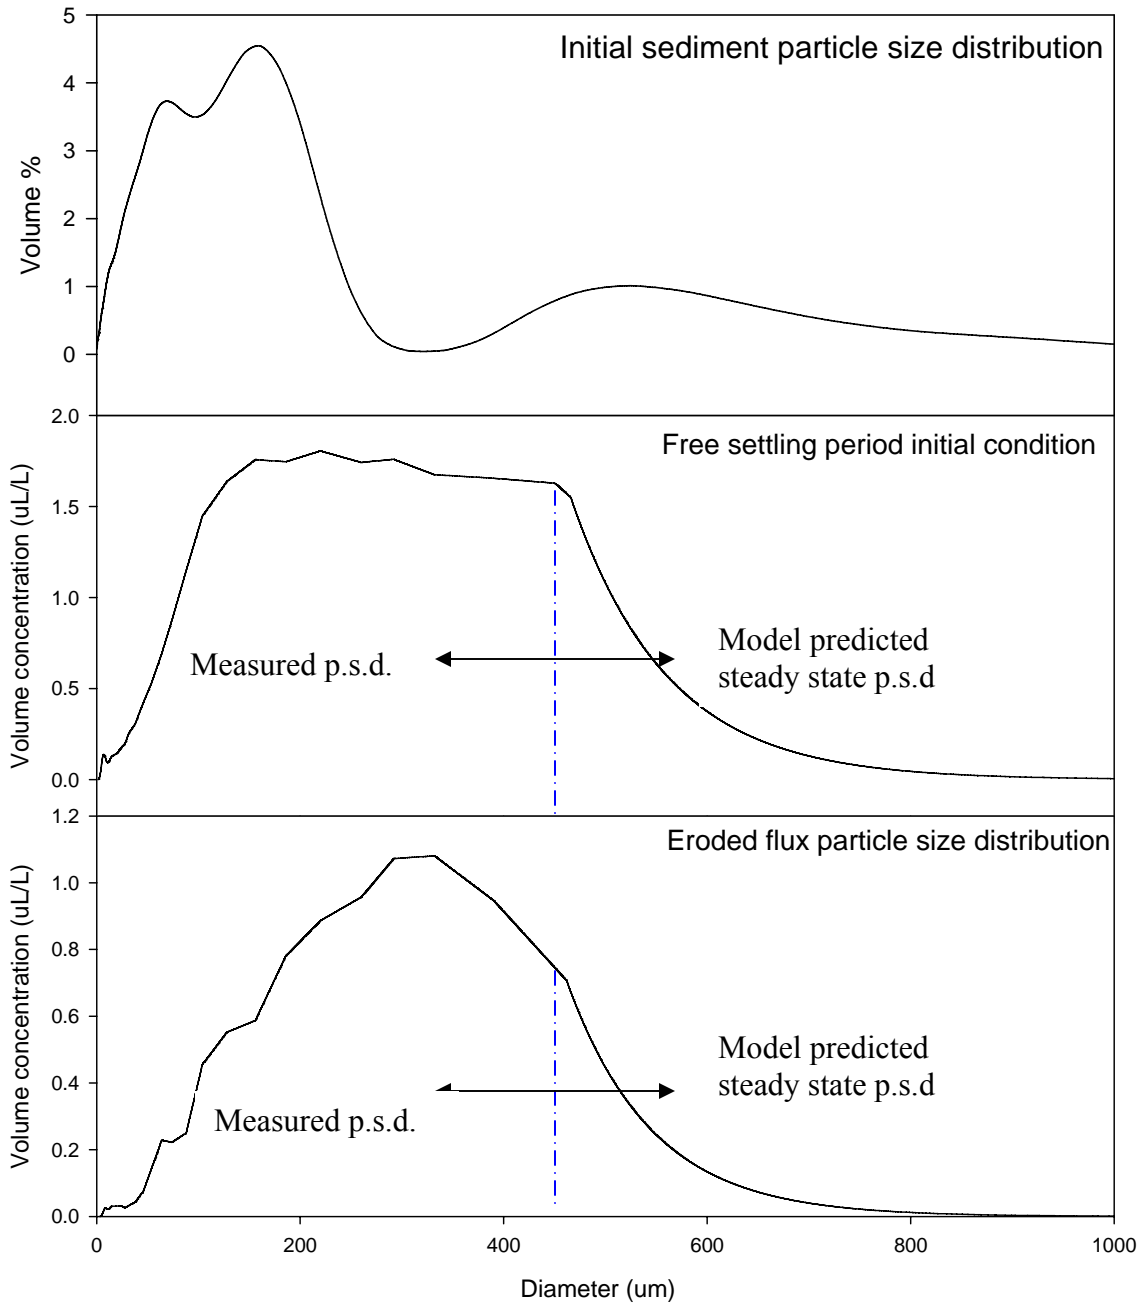 Initial sediment particle size distribution
Volume %
5
4
3
2
1
0
Free settling period initial condition
Volume concentration (uL/L)
2.0
1.5
1.0
0.5
0.0
Measured p.s.d.
Model predicted
steady state p.s.d
Eroded flux particle size distribution
Volume concentration (uL/L)
1.2
1.0
0.8
0.6
0.4
0.2
0.0
Measured p.s.d.
Model predicted
steady state p.s.d
0 200 400 600 800 1000
Diameter (um)